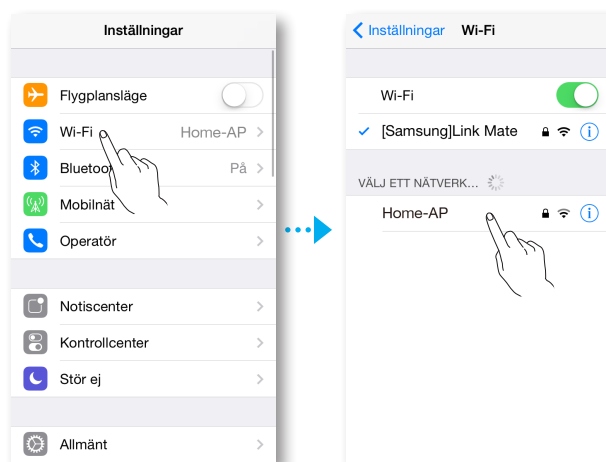 Inställningar
Flygplansläge
Wi-Fi Home-AP
Bluetoo På
Mobilnät
Operatör
Notiscenter
Kontrollcenter
Stör ej
Allmänt
Inställningar Wi-Fi
Wi-Fi
[Samsung]Link Mate
VÄLJ ETT NÄTVERK...
Home-AP